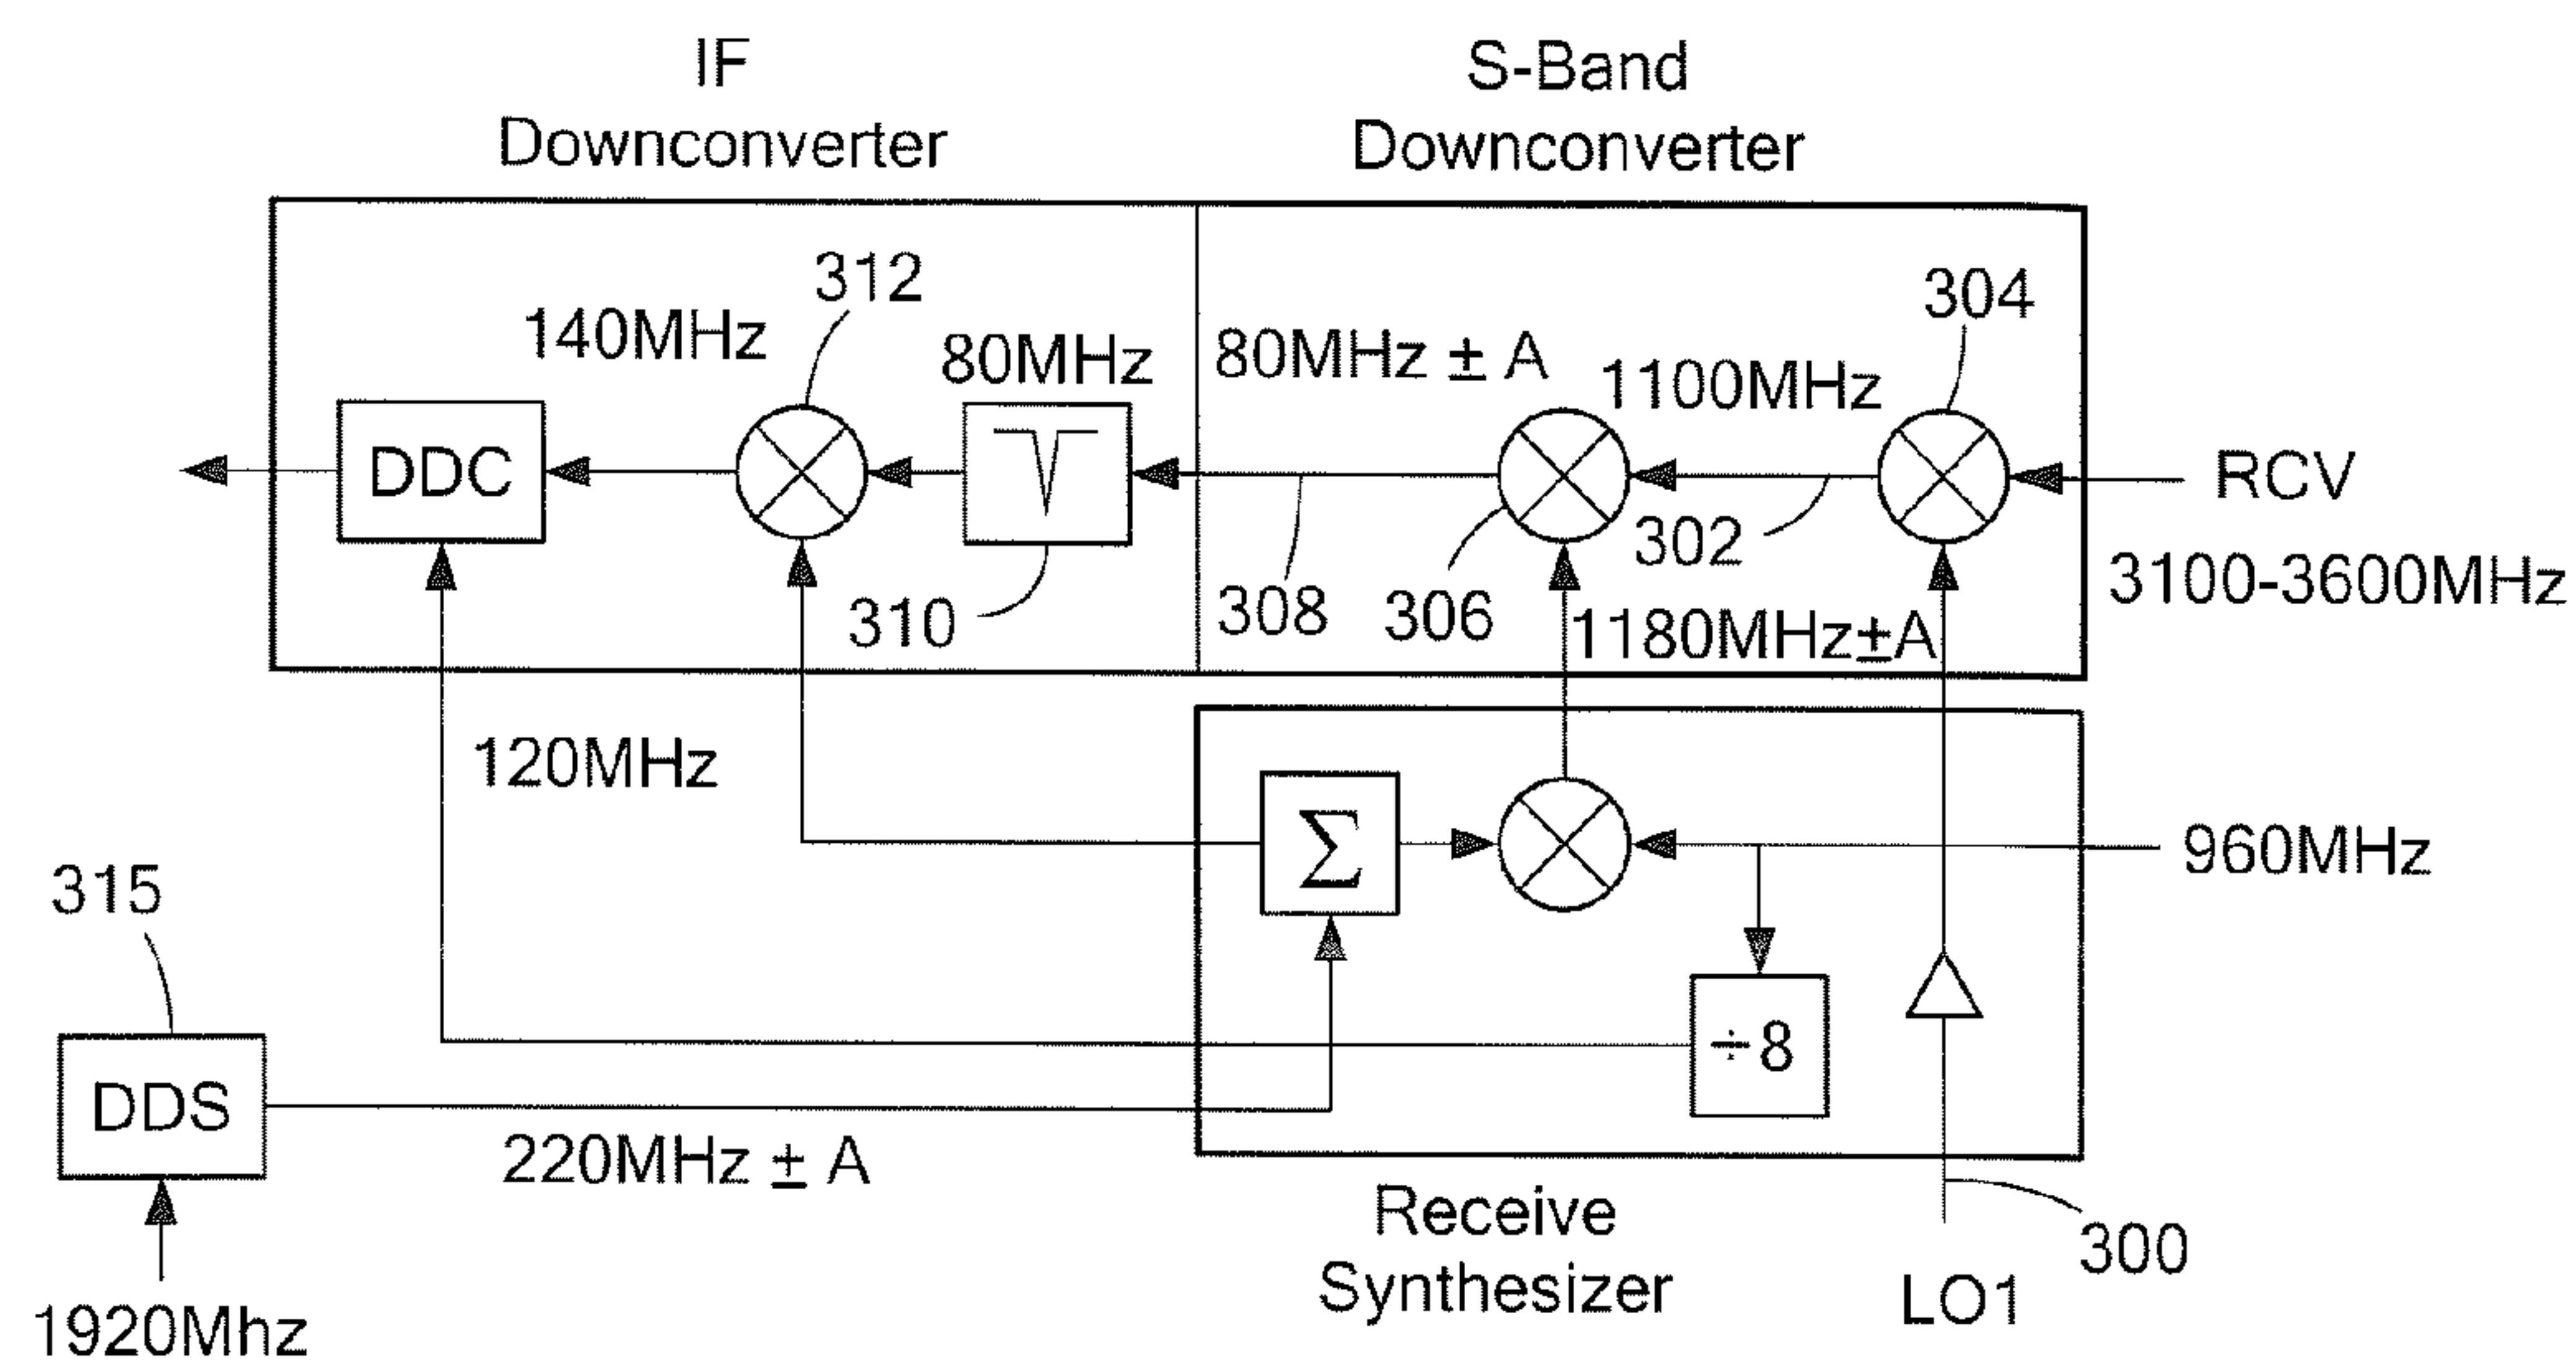 IF
Downconverter
S-Band
Downconverter
312
304
140MHz
80MHz
80MHz ± A
1100MHz
DDC
RCV
302
3100-3600MHz
310
308
306
1180MHz±A
120MHz
Σ
960MHz
315
÷8
DDS
220MHz ± A
Receive
Synthesizer
300
LO1
1920Mhz